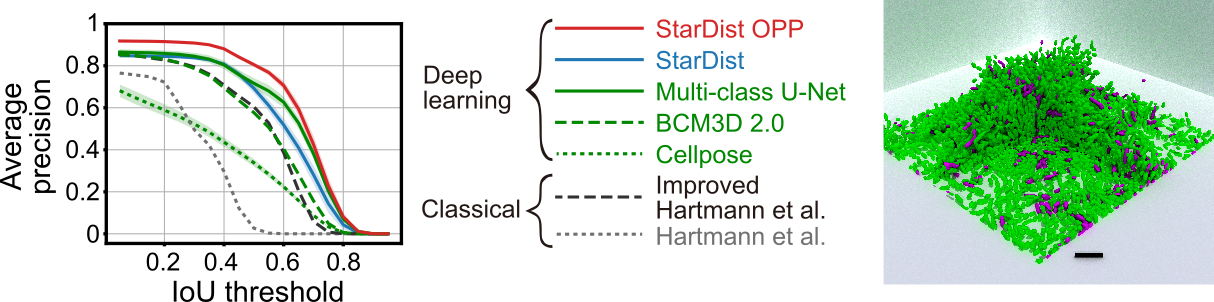 Average
precision
1
0.8
0.6
0.4
0.2
0
0.2 0.4 0.6 0.8
IoU threshold
Deep
learning
StarDist OPP
StarDist
Multi-class U-Net
BCM3D 2.0
Cellpose
Classical
Improved
Hartmann et al.
Hartmann et al.